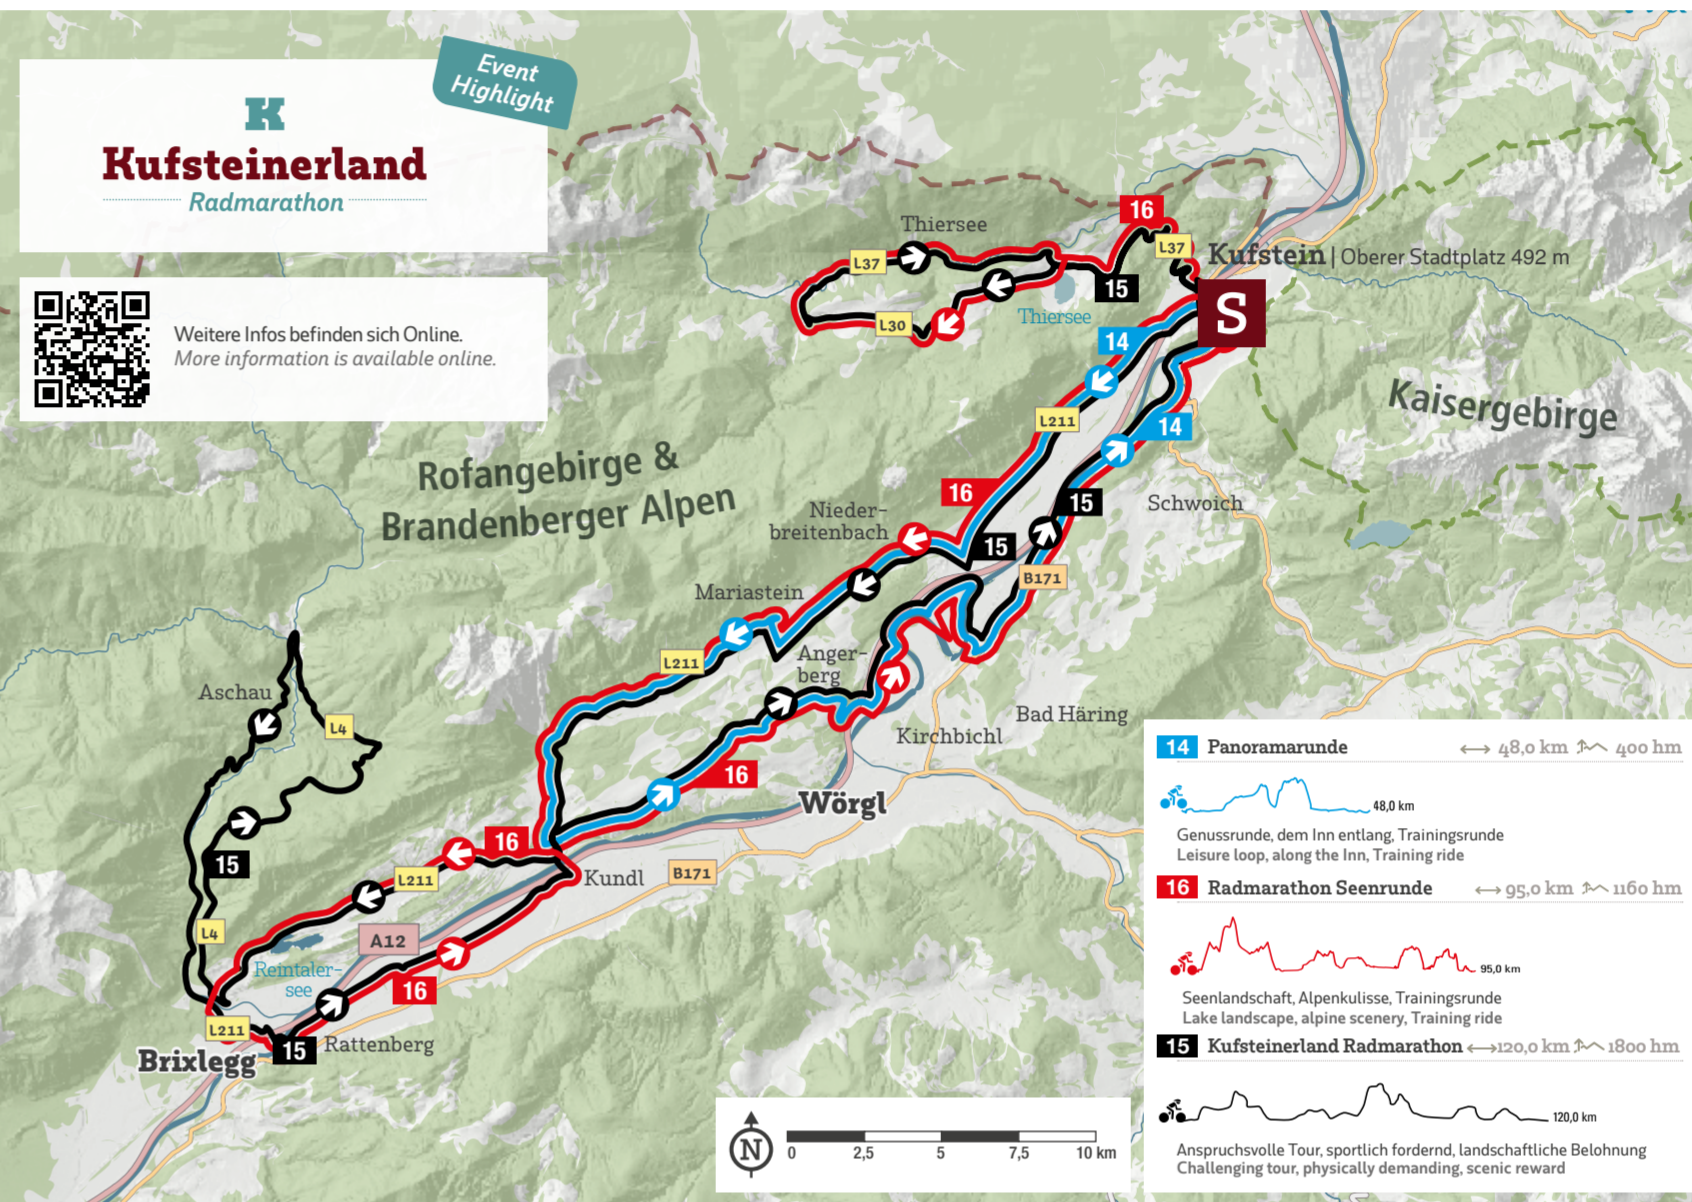 Event
Highlight
K
Kufsteinerland
Radmarathon
Weitere Infos befinden sich Online.
More information is available online.
Thiersee
16
L37
L37
Kufstein | Oberer Stadtplatz 492 m
15
S
L30
Thiersee
14
Kaisergebirge
L211
14
Rofangebirge &
Brandenberger Alpen
16
15
Schwoich
Nieder-
breitenbach
15
B171
Mariastein
L211
Anger-
berg
Aschau
L4
Bad Häring
Kirchbichl
16
Wörgl
15
16
L211
Kundl
B171
L4
A12
Reintaler-
see
16
L211
15
Rattenberg
Brixlegg
N
0
2,5
5
7,5
10 km
14 Panoramarunde 48,0 km 400 hm
48,0 km
Genussrunde, dem Inn entlang, Trainingsrunde
Leisure loop, along the Inn, Training ride
16 Radmarathon Seenrunde 95,0 km 1160 hm
95,0 km
Seenlandschaft, Alpenkulisse, Trainingsrunde
Lake landscape, alpine scenery, Training ride
15 Kufsteinerland Radmarathon 120,0 km 1800 hm
120,0 km
Anspruchsvolle Tour, sportlich fordernd, landschaftliche Belohnung
Challenging tour, physically demanding, scenic reward